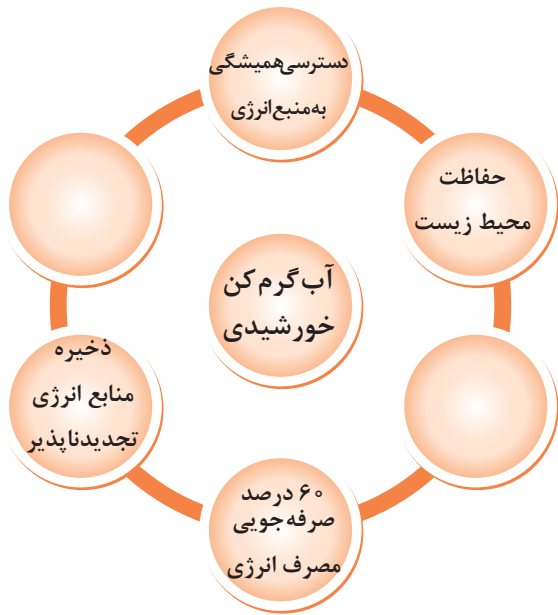 دسترسی همیشگی
به منبع انرژی
حفاظت
محیط زیست
آب گرم کن
خورشیدی
ذخیره
منابع انرژی
تجدیدناپذیر
۶۰ درصد
صرفه جویی
مصرف انرژی